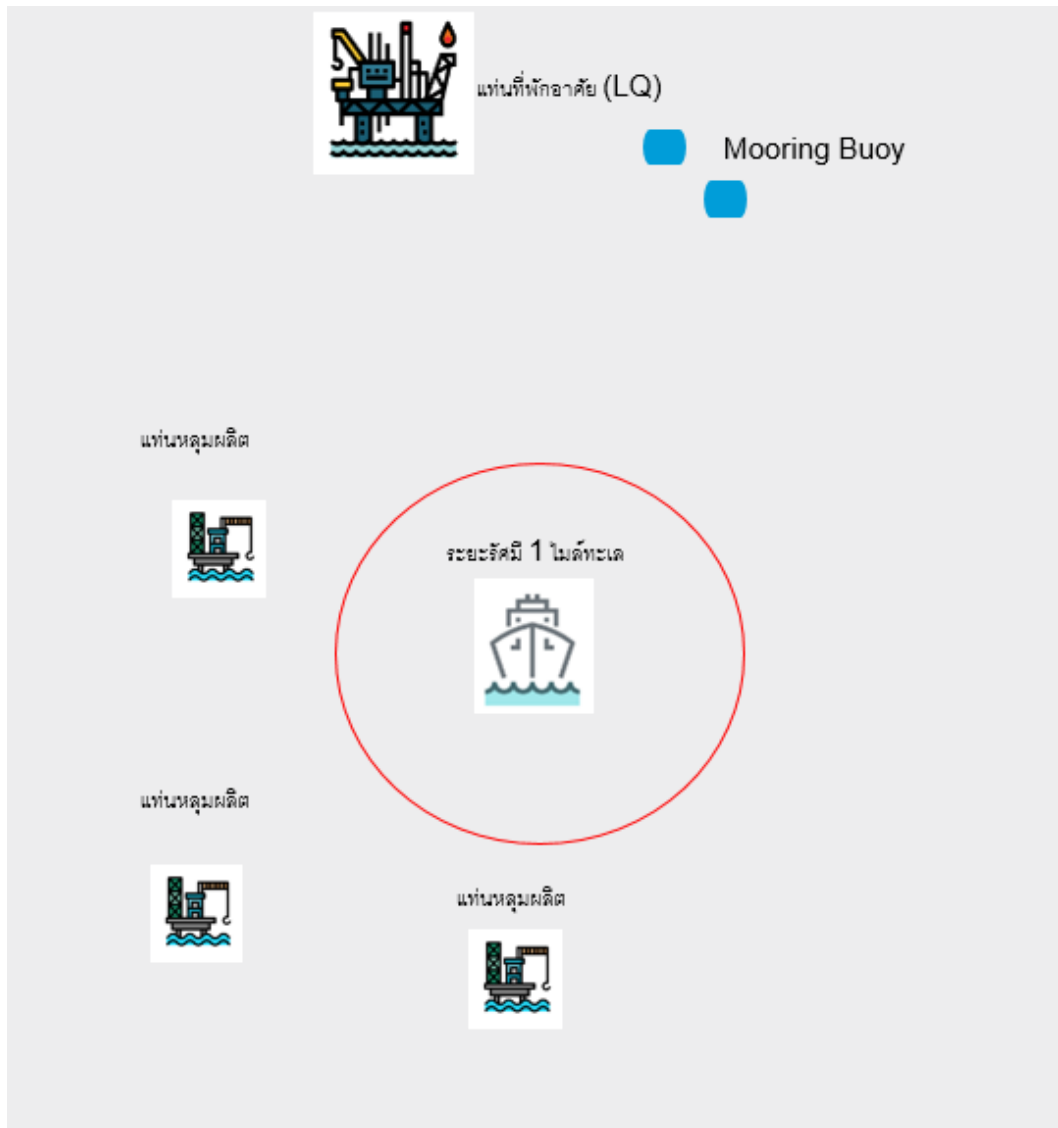 แท่นที่พักอาศัย (LQ)
Mooring Buoy
แท่นหลุมผลิต
ระยะรัศมี 1 ไมล์ทะเล
แท่นหลุมผลิต
แท่นหลุมผลิต